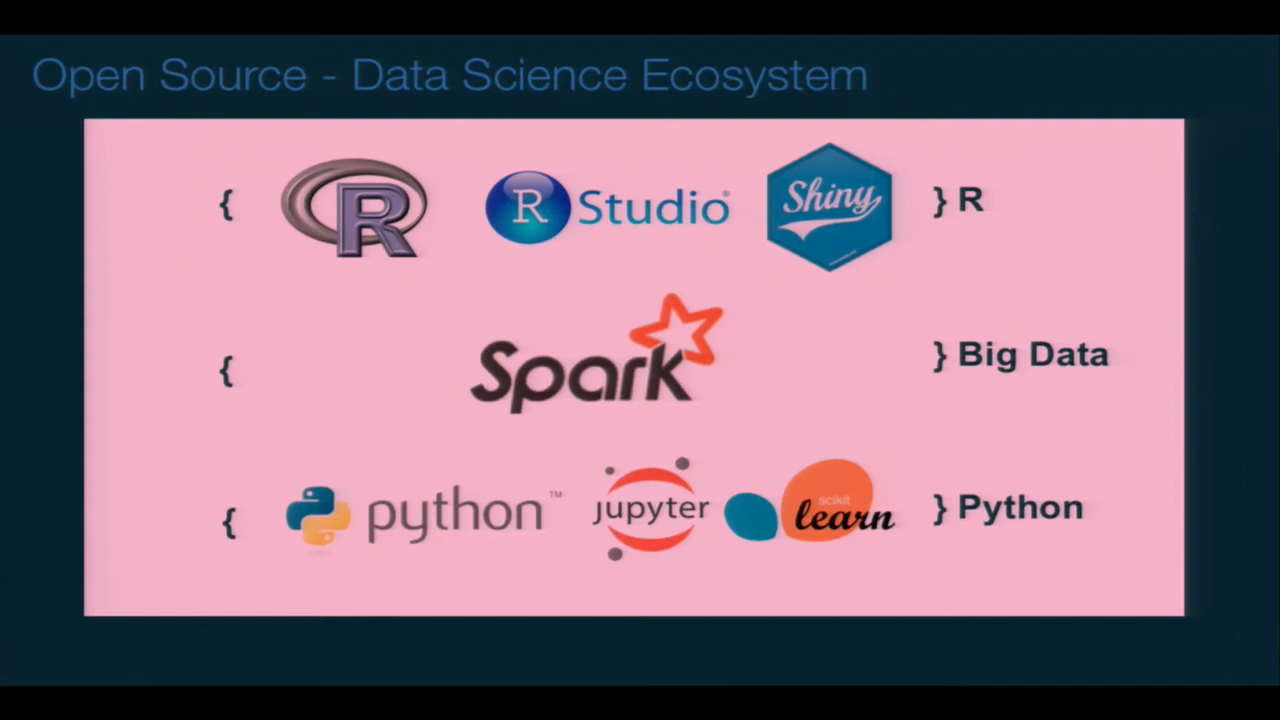 Open Source - Data Science Ecosystem
{ R R Studio® Shiny } R
{ Spark } Big Data
{ python™ jupyter scikit learn } Python